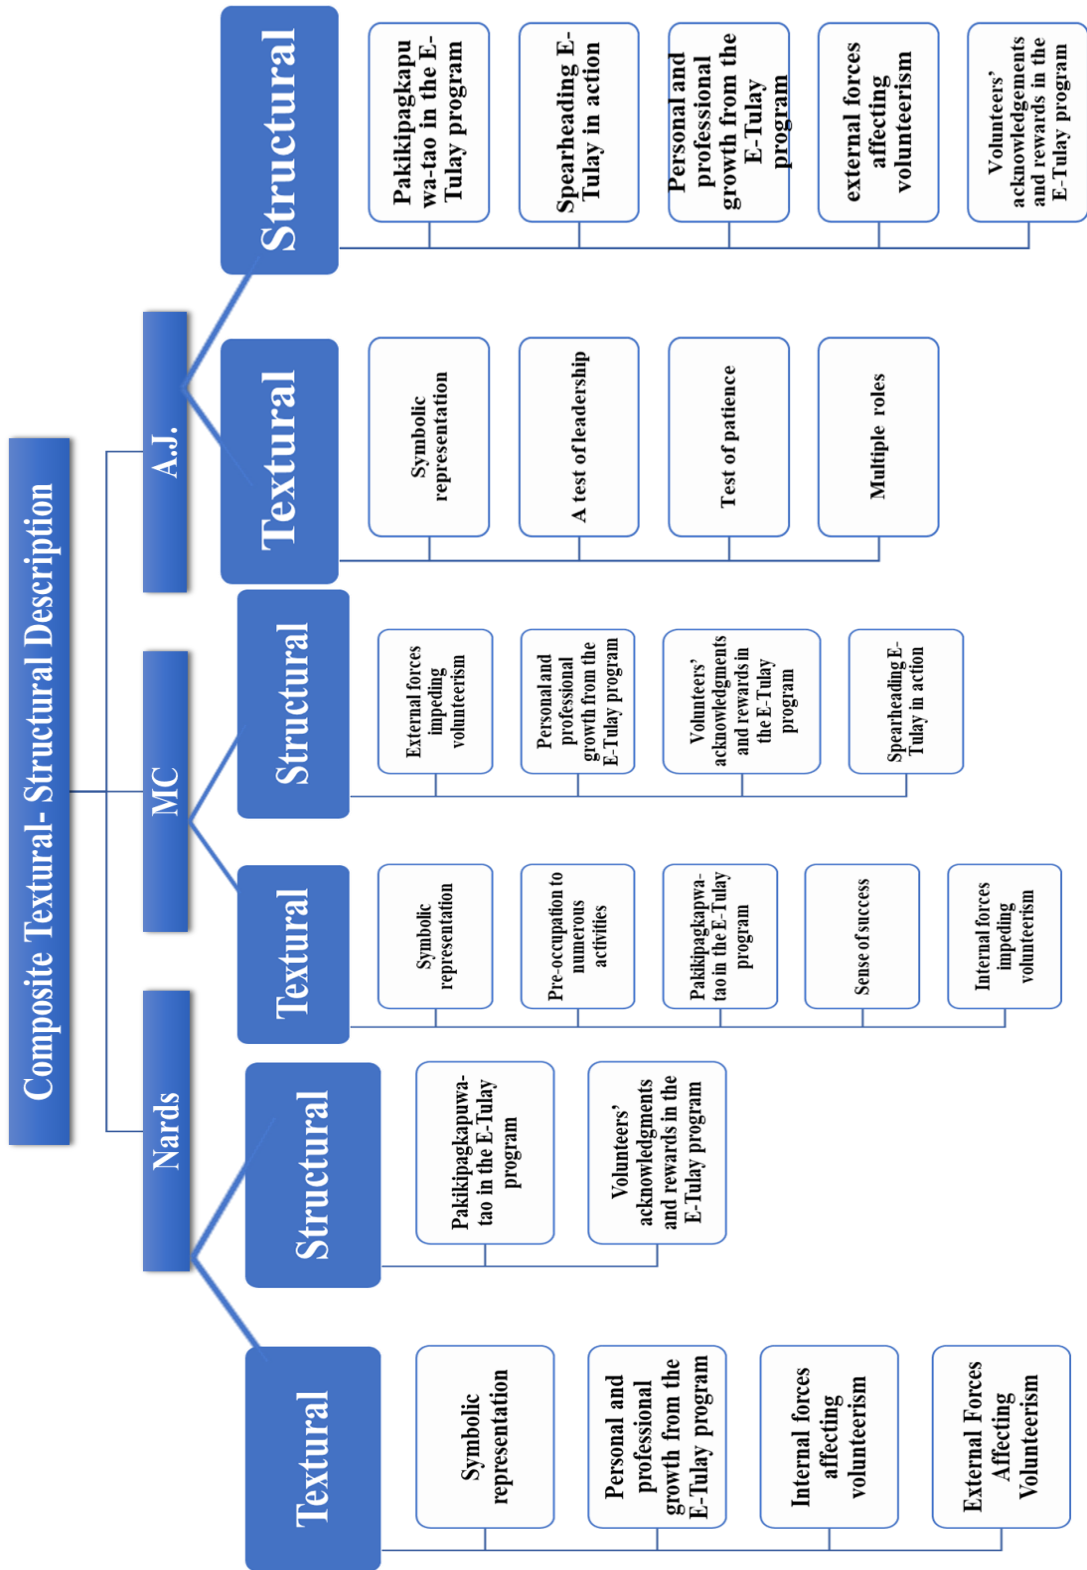 Composite Textural- Structural Description
Nards
MC
A.J.
Textural
Symbolic
representation
Personal and
professional
growth from the
E-Tulay program
Internal forces
affecting
volunteerism
External Forces
Affecting
Volunteerism
Structural
Pakikipagkapuwa-
tao in the E-Tulay
program
Volunteers’
acknowledgments
and rewards in the
E-Tulay program
Textural
Symbolic
representation
Pre-occupation to
numerous
activities
Pakikipagkapwa-
tao in the E-Tulay
program
Sense of success
Internal forces
impeding
volunteerism
Structural
External forces
impeding
volunteerism
Personal and
professional
growth from the
E-Tulay program
Volunteers’
acknowledgments
and rewards in
the E-Tulay
program
Spearheading E-
Tulay in action
Textural
Symbolic
representation
A test of leadership
Test of patience
Multiple roles
Structural
Pakikipagkapu
wa-tao in the E-
Tulay program
Spearheading E-
Tulay in action
Personal and
professional
growth from the
E-Tulay
program
external forces
affecting
volunteerism
Volunteers’
acknowledgements
and rewards in the
E-Tulay program